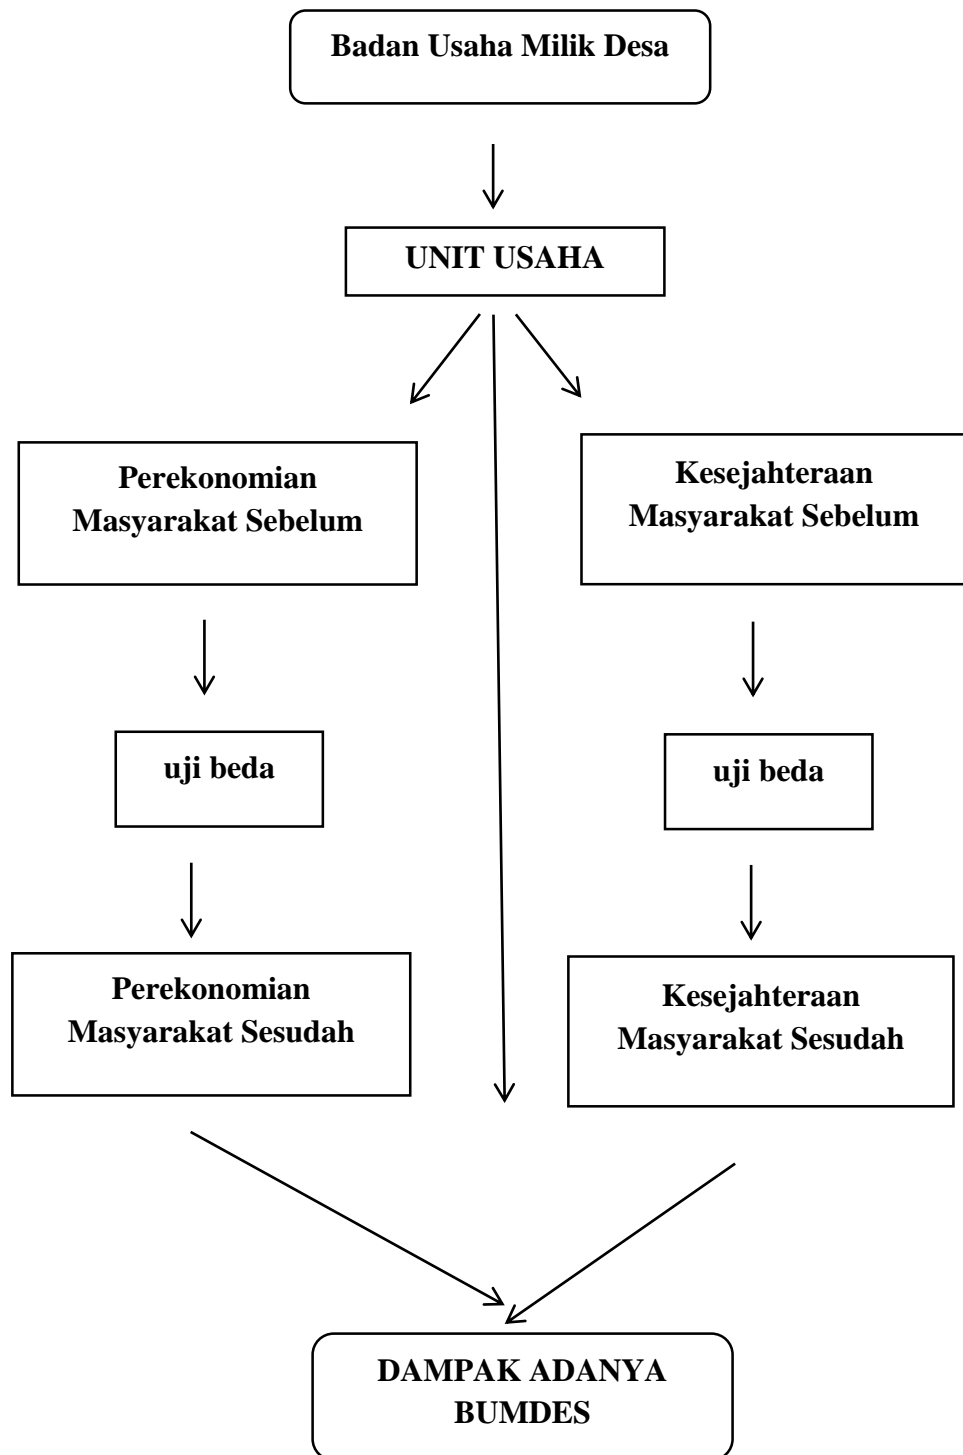 Badan Usaha Milik Desa
UNIT USAHA
Perekonomian
Masyarakat Sebelum
Kesejahteraan
Masyarakat Sebelum
uji beda
uji beda
Perekonomian
Masyarakat Sesudah
Kesejahteraan
Masyarakat Sesudah
DAMPAK ADANYA
BUMDES